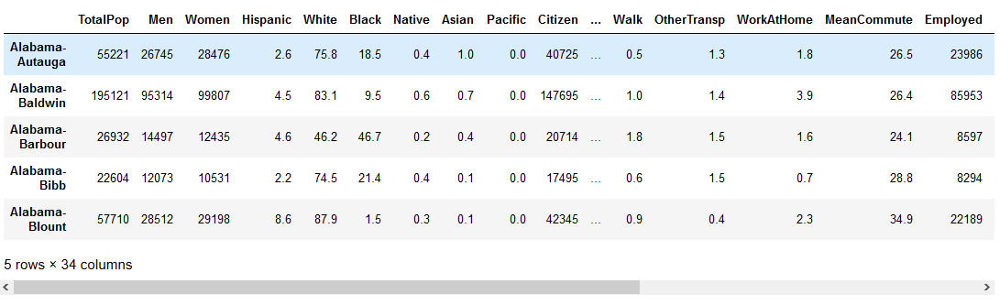 TotalPop Men Women Hispanic White Black Native Asian Pacific Citizen ... Walk OtherTransp WorkAtHome MeanCommute Employed
Alabama-
Autauga 55221 26745 28476 2.6 75.8 18.5 0.4 1.0 0.0 40725 ... 0.5 1.3 1.8 26.5 23986
Alabama-
Baldwin 195121 95314 99807 4.5 83.1 9.5 0.6 0.7 0.0 147695 ... 1.0 1.4 3.9 26.4 85953
Alabama-
Barbour 26932 14497 12435 4.6 46.2 46.7 0.2 0.4 0.0 20714 ... 1.8 1.5 1.6 24.1 8597
Alabama-
Bibb 22604 12073 10531 2.2 74.5 21.4 0.4 0.1 0.0 17495 ... 0.6 1.5 0.7 28.8 8294
Alabama-
Blount 57710 28512 29198 8.6 87.9 1.5 0.3 0.1 0.0 42345 ... 0.9 0.4 2.3 34.9 22189
5 rows × 34 columns